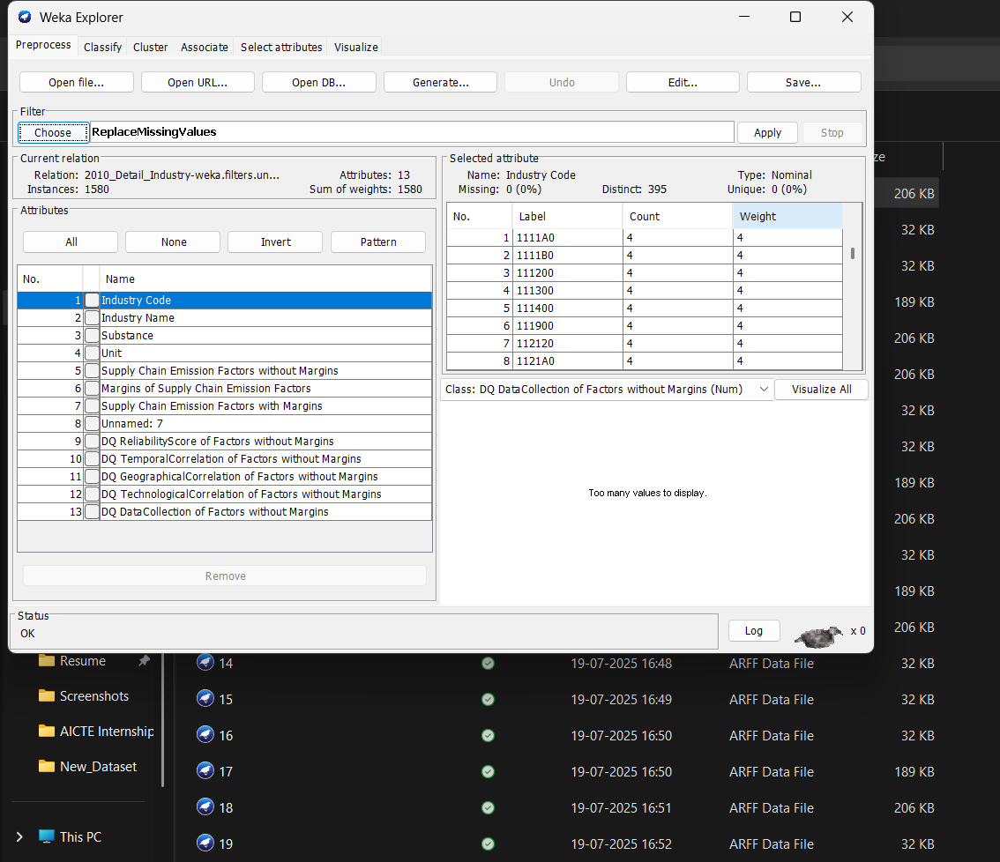 Weka Explorer
Preprocess Classify Cluster Associate Select attributes Visualize
Open file... Open URL... Open DB... Generate... Undo Edit... Save...
Filter
Choose ReplaceMissingValues Apply Stop
Current relation
Relation: 2010_Detail_Industry-weka.filters.un... Attributes: 13
Instances: 1580 Sum of weights: 1580
Attributes
All None Invert Pattern
No. Name
1 Industry Code
2 Industry Name
3 Substance
4 Unit
5 Supply Chain Emission Factors without Margins
6 Margins of Supply Chain Emission Factors
7 Supply Chain Emission Factors with Margins
8 Unnamed: 7
9 DQ ReliabilityScore of Factors without Margins
10 DQ TemporalCorrelation of Factors without Margins
11 DQ GeographicalCorrelation of Factors without Margins
12 DQ TechnologicalCorrelation of Factors without Margins
13 DQ DataCollection of Factors without Margins
Remove
Selected attribute
Name: Industry Code Type: Nominal
Missing: 0 (0%) Distinct: 395 Unique: 0 (0%)
No. Label Count Weight
1 1111A0 4 4
2 1111B0 4 4
3 111200 4 4
4 111300 4 4
5 111400 4 4
6 111900 4 4
7 112120 4 4
8 1121A0 4 4
Class: DQ DataCollection of Factors without Margins (Num) Visualize All
Too many values to display.
Status
OK
Log x 0
ze
206 KB
32 KB
32 KB
189 KB
206 KB
206 KB
32 KB
32 KB
189 KB
206 KB
32 KB
189 KB
206 KB
Resume
Screenshots
AICTE Internship
New_Dataset
This PC
14 19-07-2025 16:48 ARFF Data File 32 KB
15 19-07-2025 16:49 ARFF Data File 32 KB
16 19-07-2025 16:50 ARFF Data File 32 KB
17 19-07-2025 16:50 ARFF Data File 189 KB
18 19-07-2025 16:51 ARFF Data File 206 KB
19 19-07-2025 16:52 ARFF Data File 32 KB